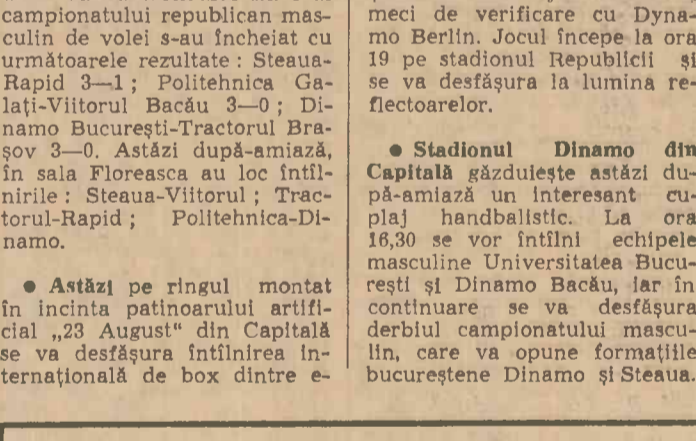 campionatului republican mas-
culin de volei s-au încheiat cu
următoarele rezultate : Steaua-
Rapid 3—1 ; Politehnica Ga-
lați-Viitorul Bacău 3—0 ; Di-
namo București-Tractorul Bra-
șov 3—0. Astăzi după-amiază,
în sala Floreasca au loc întîl-
nirile : Steaua-Viitorul ; Trac-
torul-Rapid ; Politehnica-Di-
namo.
● Astăzi pe ringul montat
în incinta patinoarului artifi-
cial „23 August“ din Capitală
se va desfășura întîlnirea in-
ternațională de box dintre e-
meci de verificare cu Dyna-
mo Berlin. Jocul începe la ora
19 pe stadionul Republicii și
se va desfășura la lumina re-
flectoarelor.
● Stadionul Dinamo din
Capitală găzduiește astăzi du-
pă-amiază un interesant cu-
plaj handbalistic. La ora
16,30 se vor întîlni echipele
masculine Universitatea Bucu-
rești și Dinamo Bacău, iar în
continuare se va desfășura
derbiul campionatului mascu-
lin, care va opune formațiile
bucureștene Dinamo și Steaua.